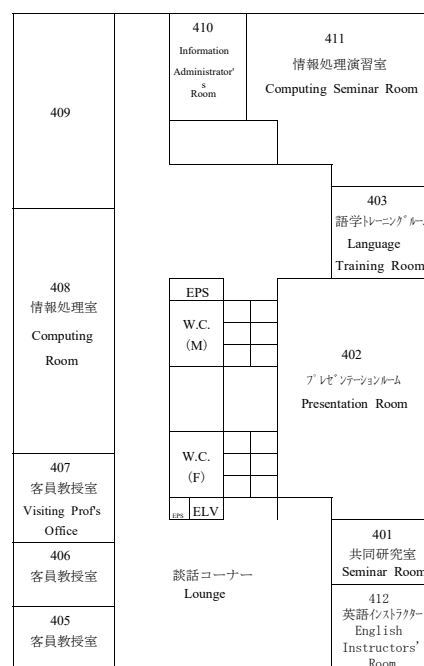 410
Information
Administrator'
s
Room
411
情報処理演習室
Computing Seminar Room
409
403
語学ﾄﾚｰﾆﾝｸﾞﾙｰﾑ
Language
Training Room
408
情報処理室
Computing
Room
EPS
W.C.
(M)
402
ﾌﾟﾚｾﾞﾝﾃｰｼｮﾝﾙｰﾑ
Presentation Room
W.C.
(F)
EPS ELV
407
客員教授室
Visiting Prof's
Office
406
客員教授室
405
客員教授室
談話コーナー
Lounge
401
共同研究室
Seminar Room
412
英語ｲﾝｽﾄﾗｸﾀｰ
English
Instructors'
Room